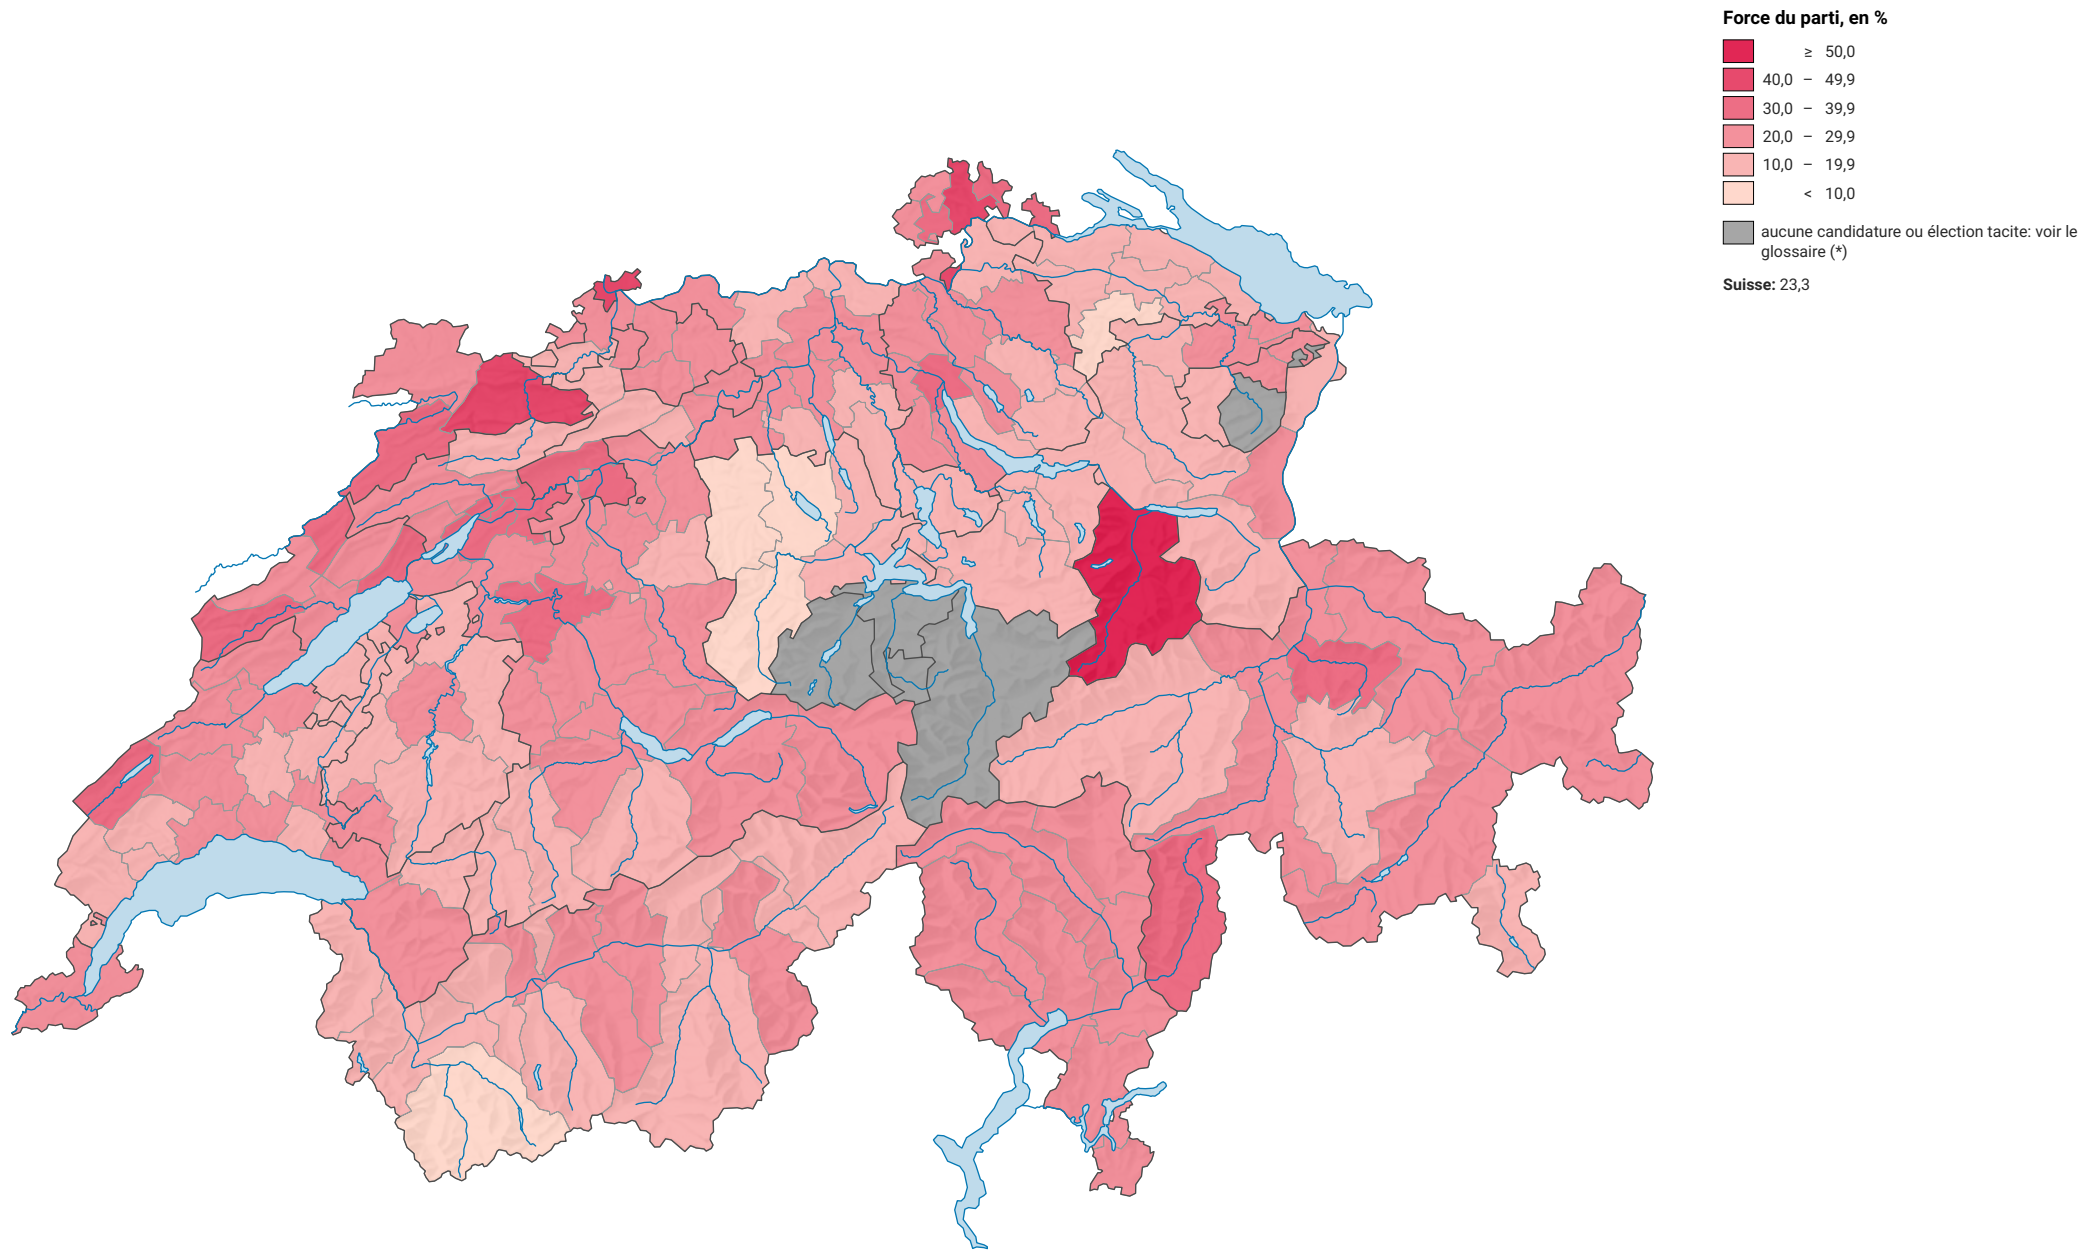 Force du parti, en %
≥ 50,0
40,0 – 49,9
30,0 – 39,9
20,0 – 29,9
10,0 – 19,9
< 10,0
aucune candidature ou élection tacite: voir le
glossaire (*)
Suisse: 23,3